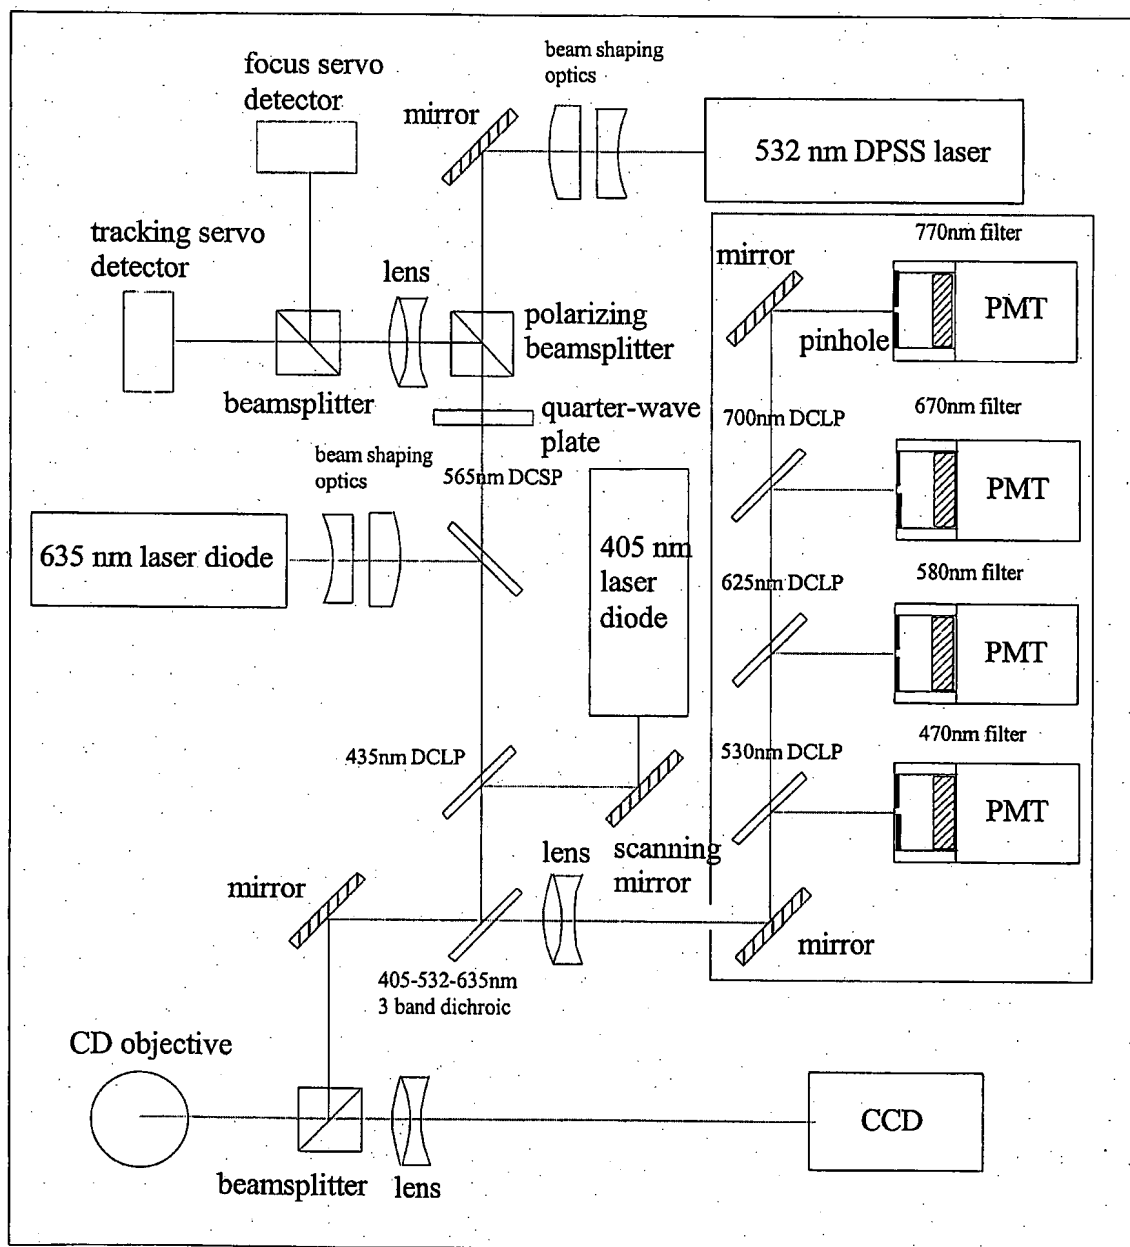 beam shaping
optics
focus servo
detector
mirror
532 nm DPSS laser
tracking servo
detector
lens
polarizing
beamsplitter
beamsplitter
quarter-wave
plate
770nm filter
mirror
PMT
pinhole
670nm filter
700nm DCLP
PMT
beam shaping
optics
565nm DCSP
635 nm laser diode
405 nm
laser
diode
580nm filter
625nm DCLP
PMT
470nm filter
530nm DCLP
PMT
435nm DCLP
scanning
mirror
lens
mirror
mirror
405-532-635nm
3 band dichroic
CD objective
beamsplitter
lens
CCD